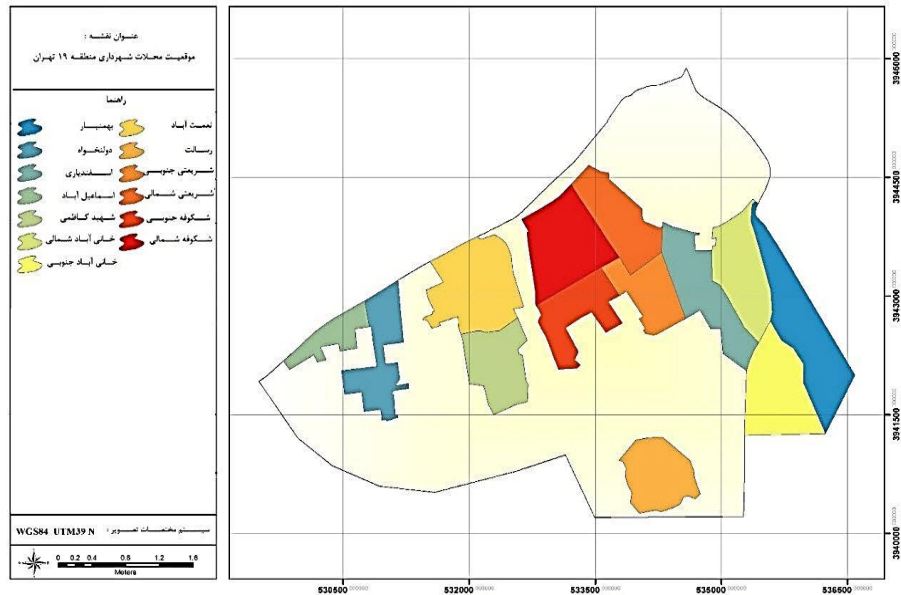 عنوان نقشه :
موقعیت محلات شهرداری منطقه ۱۹ تهران
راهنما
نعمت آباد
بهمنیار
رسالت
دولتخواه
شریعتی جنوبی
اسفندیاری
شریعتی شمالی
اسماعیل آباد
شکوفه جنوبی
شهید کاظمی
شکوفه شمالی
خانی آباد شمالی
خانی آباد جنوبی
سیستم مختصات تصویر : WGS84 UTM39 N
0 0.2 0.4 0.8 1.2 1.6
Meters
3946000
3944500
3943000
3941500
3940000
530500 532000 533500 535000 536500